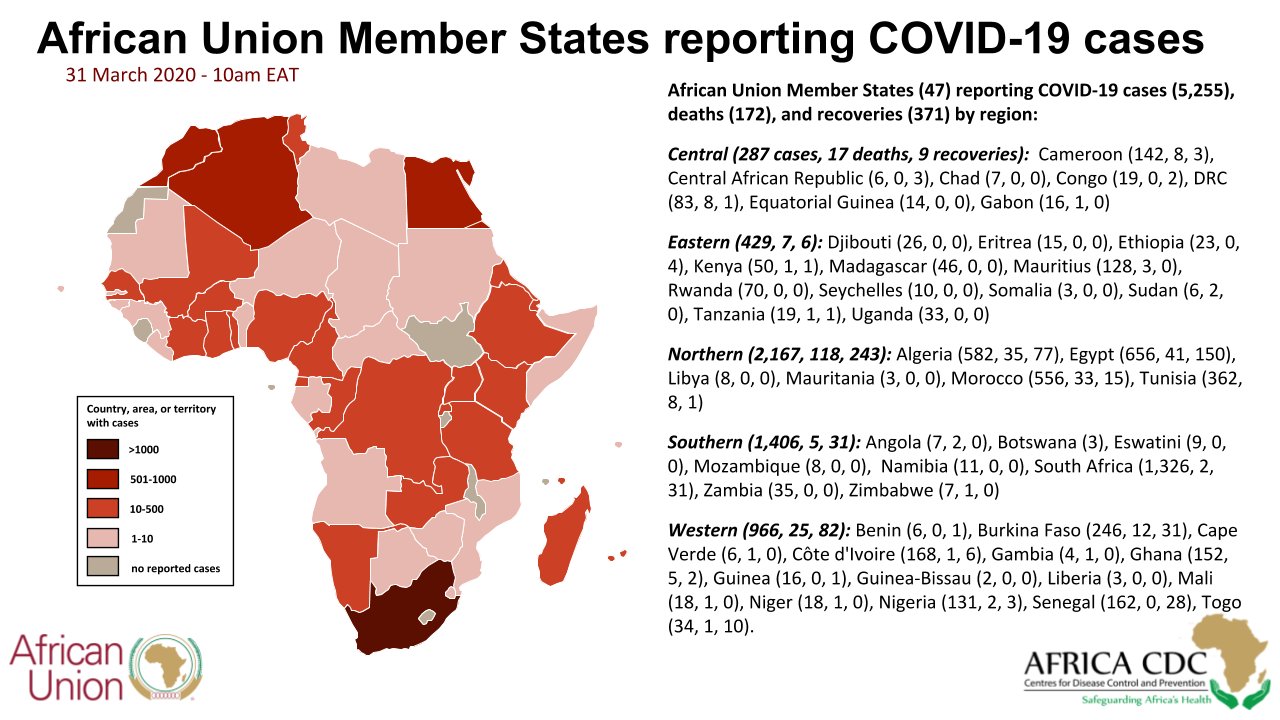 African Union Member States reporting COVID-19 cases
31 March 2020 - 10am EAT
African Union Member States (47) reporting COVID-19 cases (5,255),
deaths (172), and recoveries (371) by region:
Central (287 cases, 17 deaths, 9 recoveries): Cameroon (142, 8, 3),
Central African Republic (6, 0, 3), Chad (7, 0, 0), Congo (19, 0, 2), DRC
(83, 8, 1), Equatorial Guinea (14, 0, 0), Gabon (16, 1, 0)
Eastern (429, 7, 6): Djibouti (26, 0, 0), Eritrea (15, 0, 0), Ethiopia (23, 0,
4), Kenya (50, 1, 1), Madagascar (46, 0, 0), Mauritius (128, 3, 0),
Rwanda (70, 0, 0), Seychelles (10, 0, 0), Somalia (3, 0, 0), Sudan (6, 2,
0), Tanzania (19, 1, 1), Uganda (33, 0, 0)
Northern (2,167, 118, 243): Algeria (582, 35, 77), Egypt (656, 41, 150),
Libya (8, 0, 0), Mauritania (3, 0, 0), Morocco (556, 33, 15), Tunisia (362,
8, 1)
Southern (1,406, 5, 31): Angola (7, 2, 0), Botswana (3), Eswatini (9, 0,
0), Mozambique (8, 0, 0), Namibia (11, 0, 0), South Africa (1,326, 2,
31), Zambia (35, 0, 0), Zimbabwe (7, 1, 0)
Western (966, 25, 82): Benin (6, 0, 1), Burkina Faso (246, 12, 31), Cape
Verde (6, 1, 0), Côte d'Ivoire (168, 1, 6), Gambia (4, 1, 0), Ghana (152,
5, 2), Guinea (16, 0, 1), Guinea-Bissau (2, 0, 0), Liberia (3, 0, 0), Mali
(18, 1, 0), Niger (18, 1, 0), Nigeria (131, 2, 3), Senegal (162, 0, 28), Togo
(34, 1, 10).
Country, area, or territory
with cases
>1000
501-1000
10-500
1-10
no reported cases
African
Union
AFRICA CDC
Centres for Disease Control and Prevention
Safeguarding Africa's Health